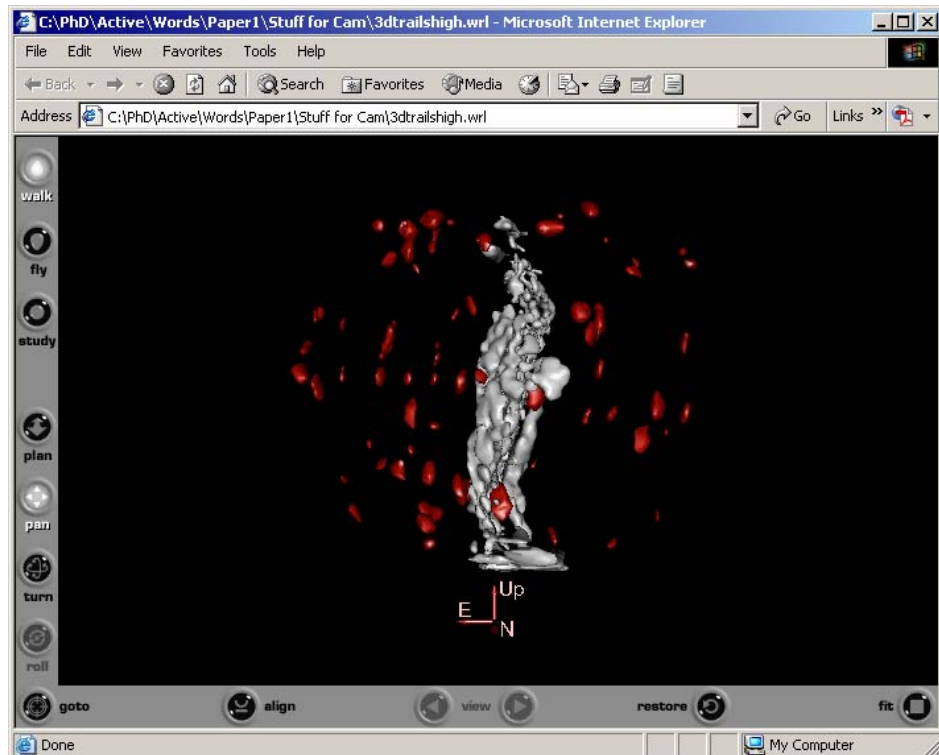 C:\PhD\Active\Words\Paper1\Stuff for Cam\3dtrailshigh.wrl - Microsoft Internet Explorer
File Edit View Favorites Tools Help
Back Search Favorites Media
Address C:\PhD\Active\Words\Paper1\Stuff for Cam\3dtrailshigh.wrl Go Links »
walk
fly
study
plan
pan
turn
roll
Up
E
N
goto align view restore fit
Done My Computer